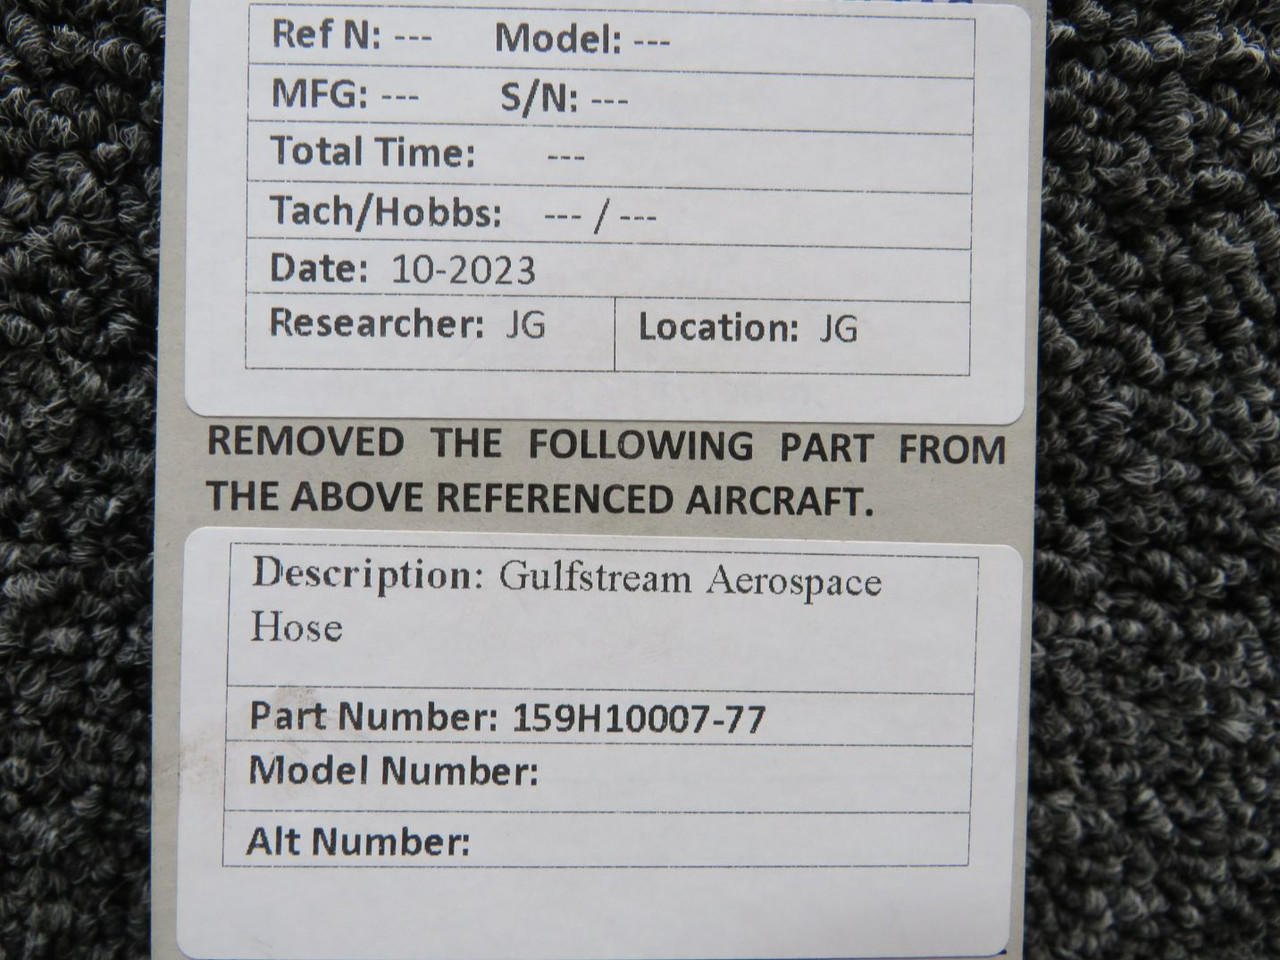 Ref N: --- Model: ---
MFG: --- S/N: ---
Total Time: ---
Tach/Hobbs: --- / ---
Date: 10-2023
Researcher: JG Location: JG
REMOVED THE FOLLOWING PART FROM
THE ABOVE REFERENCED AIRCRAFT.
Description: Gulfstream Aerospace
Hose
Part Number: 159H10007-77
Model Number:
Alt Number: